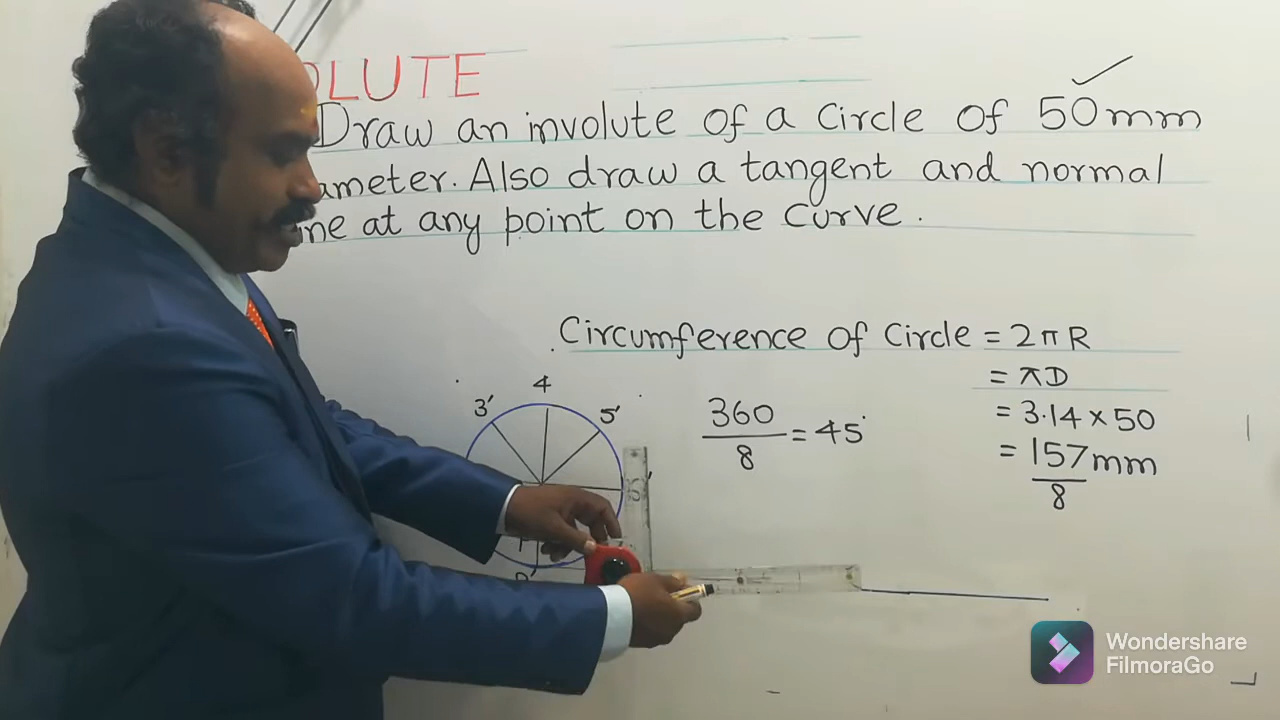 OLUTE
Draw an involute of a Circle of 50mm
ameter. Also draw a tangent and normal
ne at any point on the curve.
Circumference of Circle = 2πR
= πD
= 3.14 x 50
= 157mm
8
360
8
= 45°
4
3'
5'
Wondershare
FilmoraGo